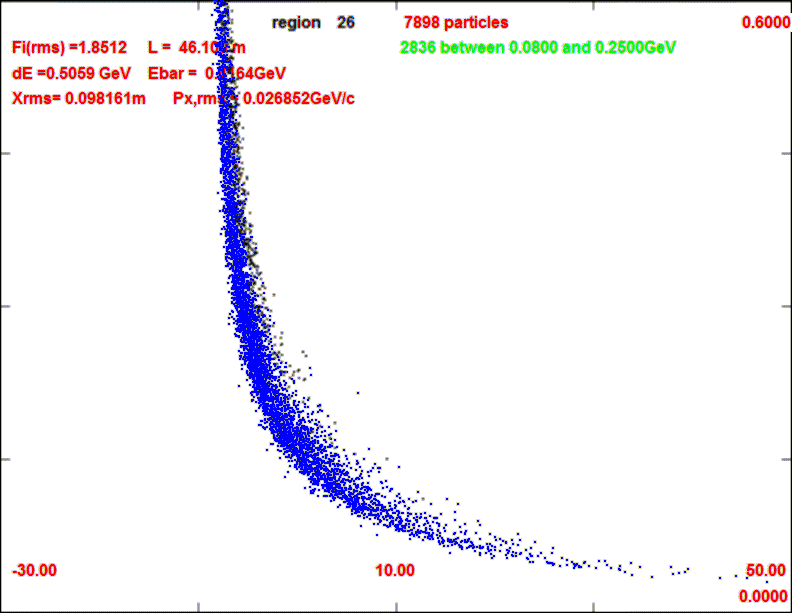 region 26 7898 particles 0.6000
Fi(rms) =1.8512 L = 46.10 m 2836 between 0.0800 and 0.2500GeV
dE =0.5059 GeV Ebar = 164GeV
Xrms= 0.098161m Px,rm 0.026852GeV/c
-30.00 10.00 50.00
0.0000